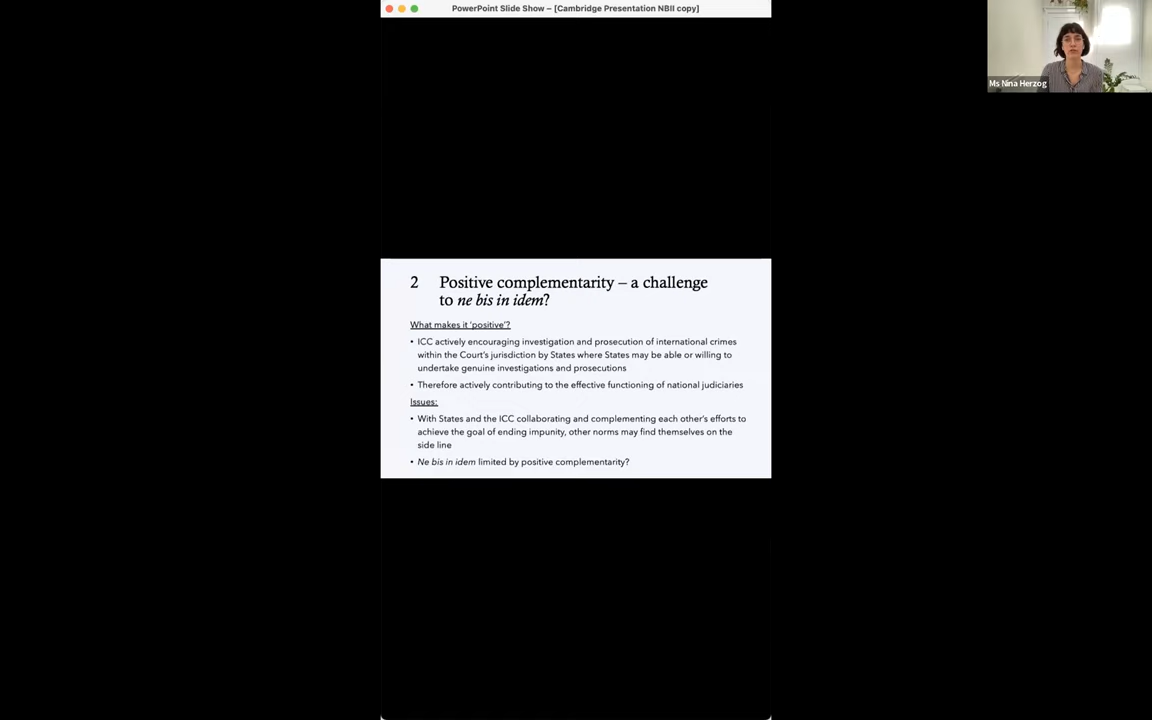 PowerPoint Slide Show – [Cambridge Presentation NBII copy]
Ms Nina Herzog
2 Positive complementarity – a challenge
to ne bis in idem?
What makes it 'positive'?
• ICC actively encouraging investigation and prosecution of international crimes
within the Court's jurisdiction by States where States may be able or willing to
undertake genuine investigations and prosecutions
• Therefore actively contributing to the effective functioning of national judiciaries
Issues:
• With States and the ICC collaborating and complementing each other's efforts to
achieve the goal of ending impunity, other norms may find themselves on the
side line
• Ne bis in idem limited by positive complementarity?